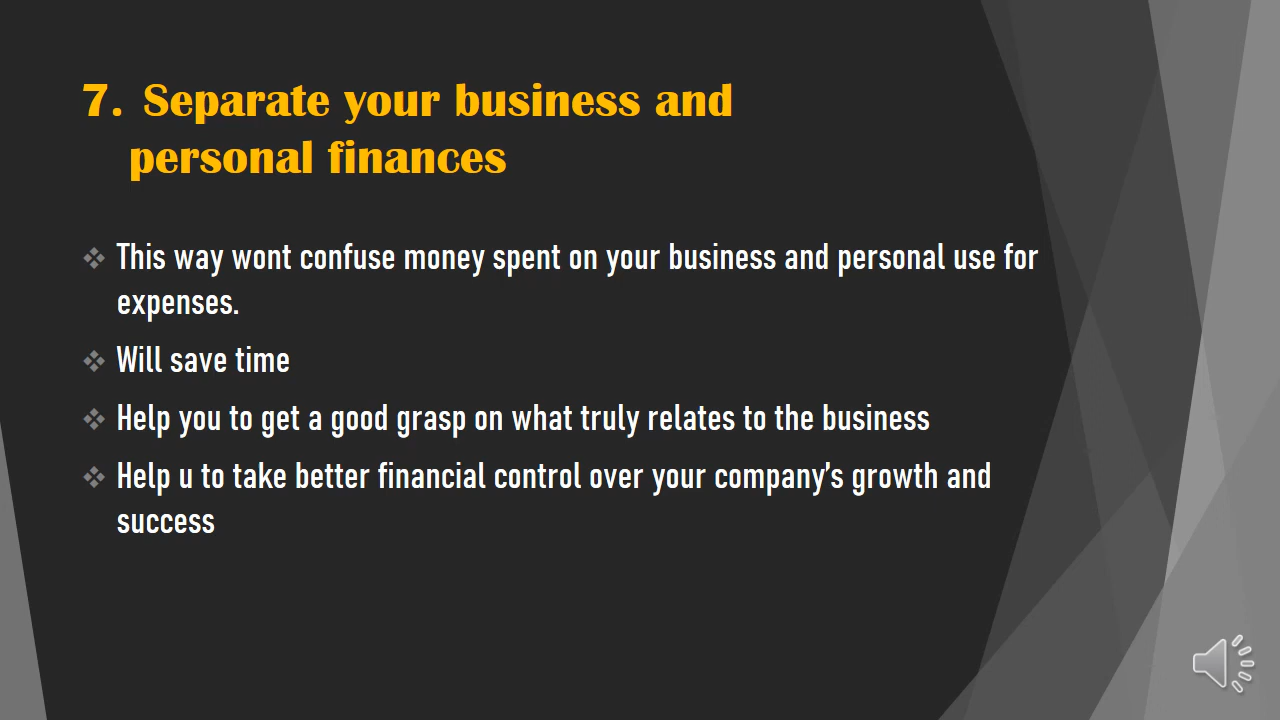 7. Separate your business and
personal finances
This way wont confuse money spent on your business and personal use for
expenses.
Will save time
Help you to get a good grasp on what truly relates to the business
Help u to take better financial control over your company's growth and
success